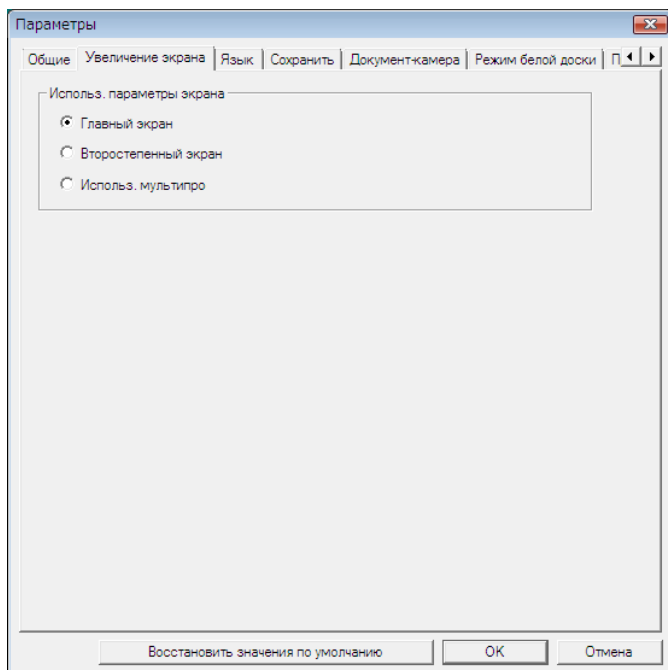 Параметры
Общие Увеличение экрана Язык Сохранить Документ-камера Режим белой доски П
Использ. параметры экрана
Главный экран
Второстепенный экран
Использ. мультипро
Восстановить значения по умолчанию OK Отмена